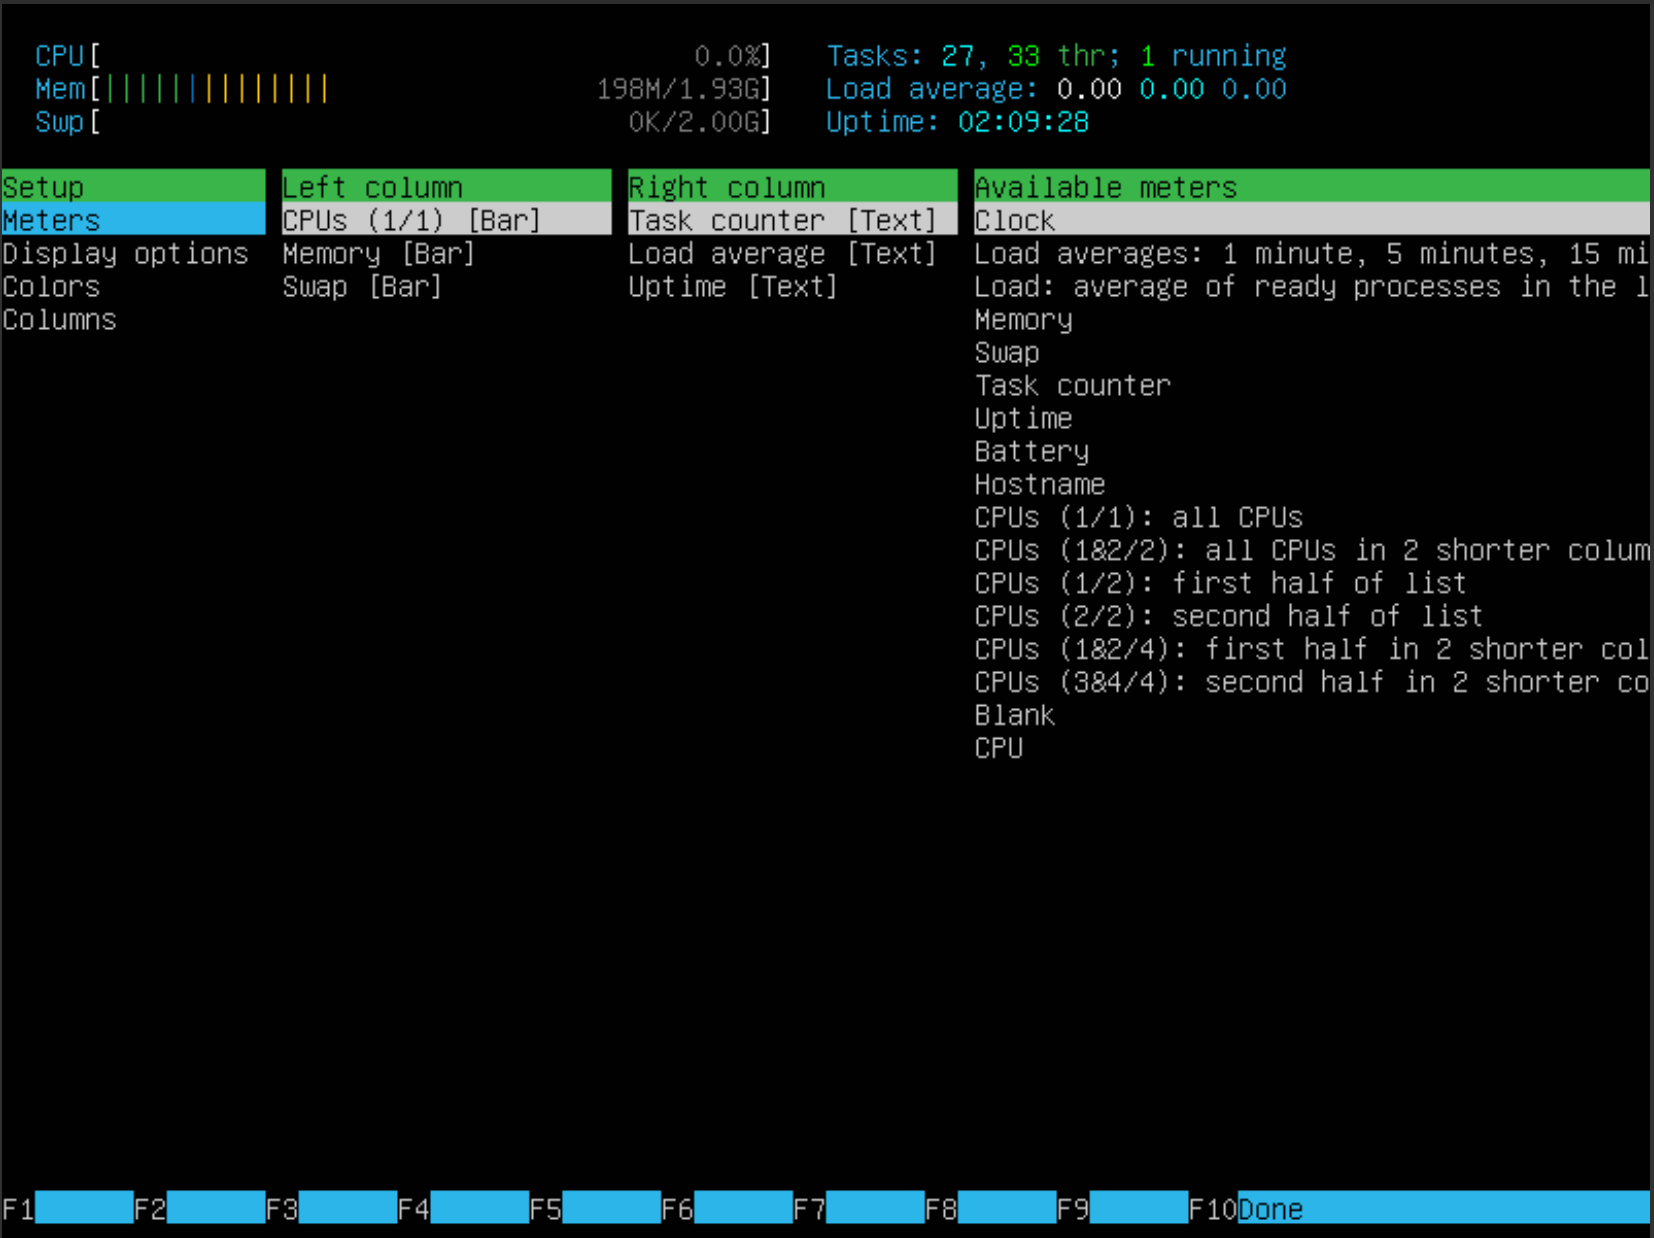 CPU[ 0.0%] Tasks: 27, 33 thr; 1 running
Mem[||||||||||||||| 198M/1.93G] Load average: 0.00 0.00 0.00
Swp[ 0K/2.00G] Uptime: 02:09:28
Setup Left column Right column Available meters
Meters CPUs (1/1) [Bar] Task counter [Text] Clock
Display options Memory [Bar] Load average [Text] Load averages: 1 minute, 5 minutes, 15 mi
Colors Swap [Bar] Uptime [Text] Load: average of ready processes in the l
Columns Memory
Swap
Task counter
Uptime
Battery
Hostname
CPUs (1/1): all CPUs
CPUs (1&2/2): all CPUs in 2 shorter colum
CPUs (1/2): first half of list
CPUs (2/2): second half of list
CPUs (1&2/4): first half in 2 shorter col
CPUs (3&4/4): second half in 2 shorter co
Blank
CPU
F1 F2 F3 F4 F5 F6 F7 F8 F9 F10Done